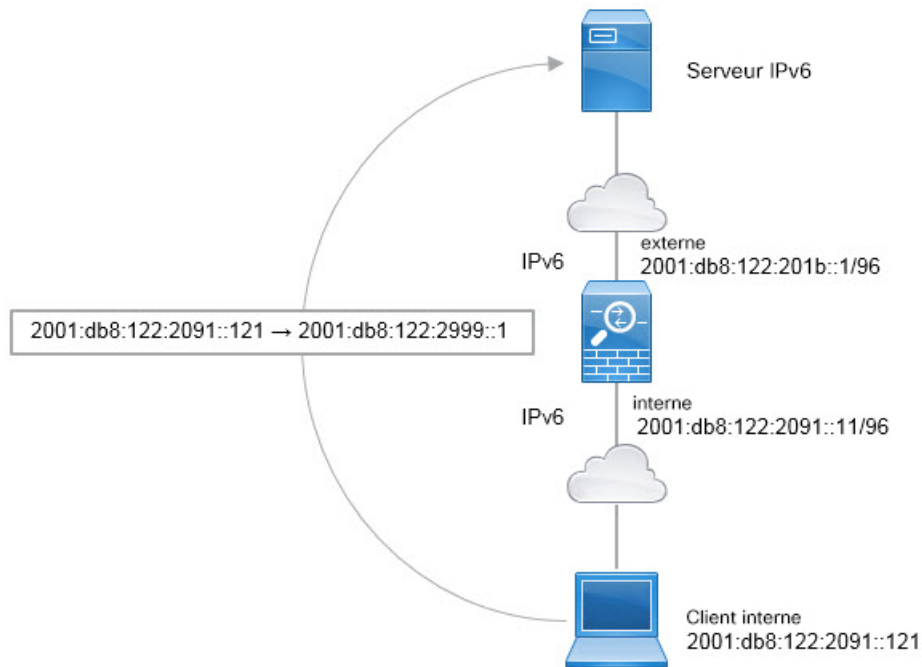 Serveur IPv6
externe
IPv6
2001:db8:122:201b::1/96
2001:db8:122:2091::121 → 2001:db8:122:2999::1
interne
IPv6
2001:db8:122:2091::11/96
Client interne
2001:db8:122:2091::121